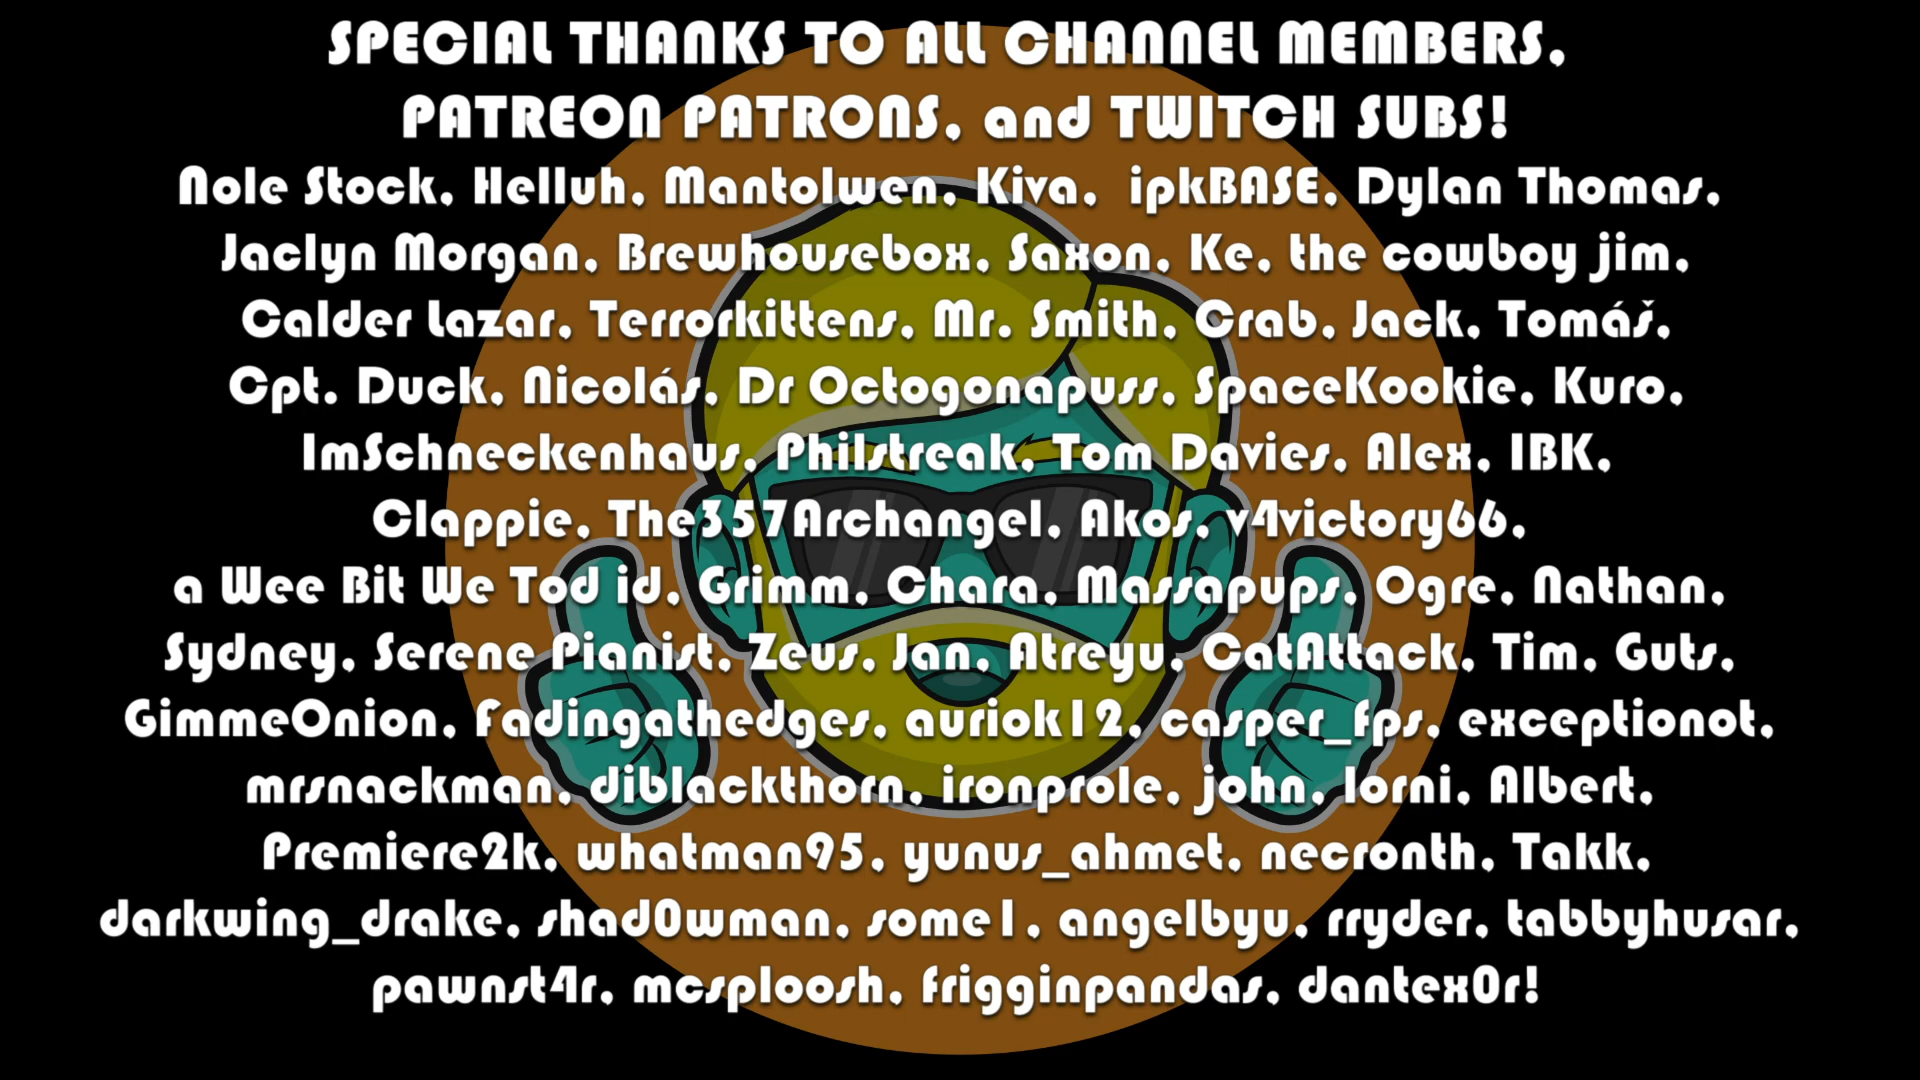 SPECIAL THANKS TO ALL CHANNEL MEMBERS,
PATREON PATRONS, and TWITCH SUBS!
Nole Stock, Helluh, Mantolwen, Kiva, ipkBASE, Dylan Thomas,
Jaclyn Morgan, Brewhousebox, Saxon, Ke, the cowboy jim,
Calder Lazar, Terrorkittens, Mr. Smith, Crab, Jack, Tomáš,
Cpt. Duck, Nicolás, Dr Octogonapuss, SpaceKookie, Kuro,
ImSchneckenhaus, Philstreak, Tom Davies, Alex, IBK,
Clappie, The357Archangel, Akos, v4victory66,
a Wee Bit We Tod id, Grimm, Chara, Massapups, Ogre, Nathan,
Sydney, Serene Pianist, Zeus, Jan, Atreyu, CatAttack, Tim, Guts,
GimmeOnion, Fadingathedges, auriok12, casper_fps, exceptionot,
mrsnackman, diblackthorn, ironprole, john, lorni, Albert,
Premiere2k, whatman95, yunus_ahmet, necronth, Takk,
darkwing_drake, shad0wman, some1, angelbyu, rryder, tabbyhusar,
pawnst4r, mcsploosh, frigginpandas, dantex0r!